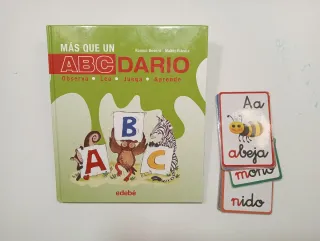 MÁS QUE UN
ABCDARIO
Observa • Lee • Juega • Aprende
A
B
C
edebé
Aa
abeja
mono
nido